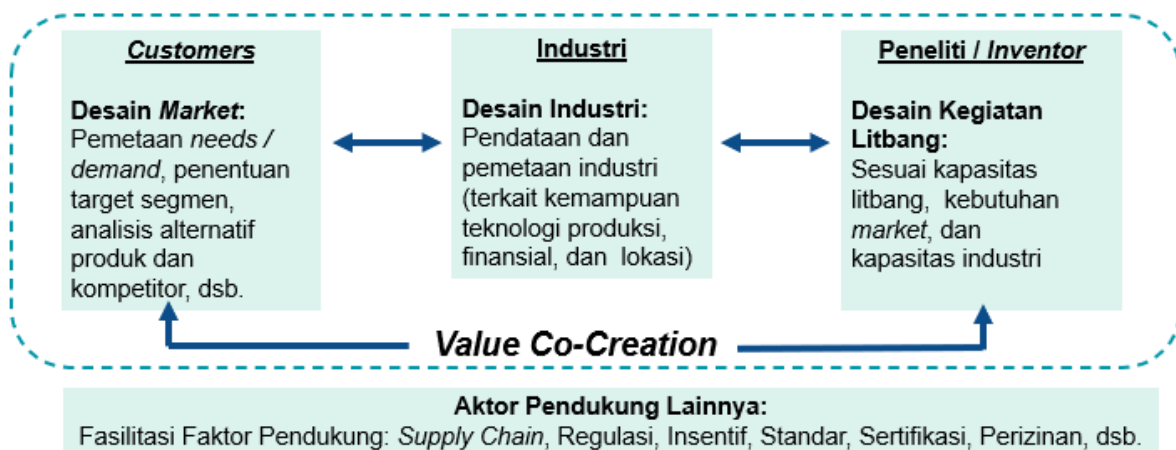 Customers
Desain Market:
Pemetaan needs /
demand, penentuan
target segmen,
analisis alternatif
produk dan
kompetitor, dsb.
Industri
Desain Industri:
Pendataan dan
pemetaan industri
(terkait kemampuan
teknologi produksi,
finansial, dan lokasi)
Peneliti / Inventor
Desain Kegiatan
Litbang:
Sesuai kapasitas
litbang, kebutuhan
market, dan
kapasitas industri
Value Co-Creation
Aktor Pendukung Lainnya:
Fasilitasi Faktor Pendukung: Supply Chain, Regulasi, Insentif, Standar, Sertifikasi, Perizinan, dsb.